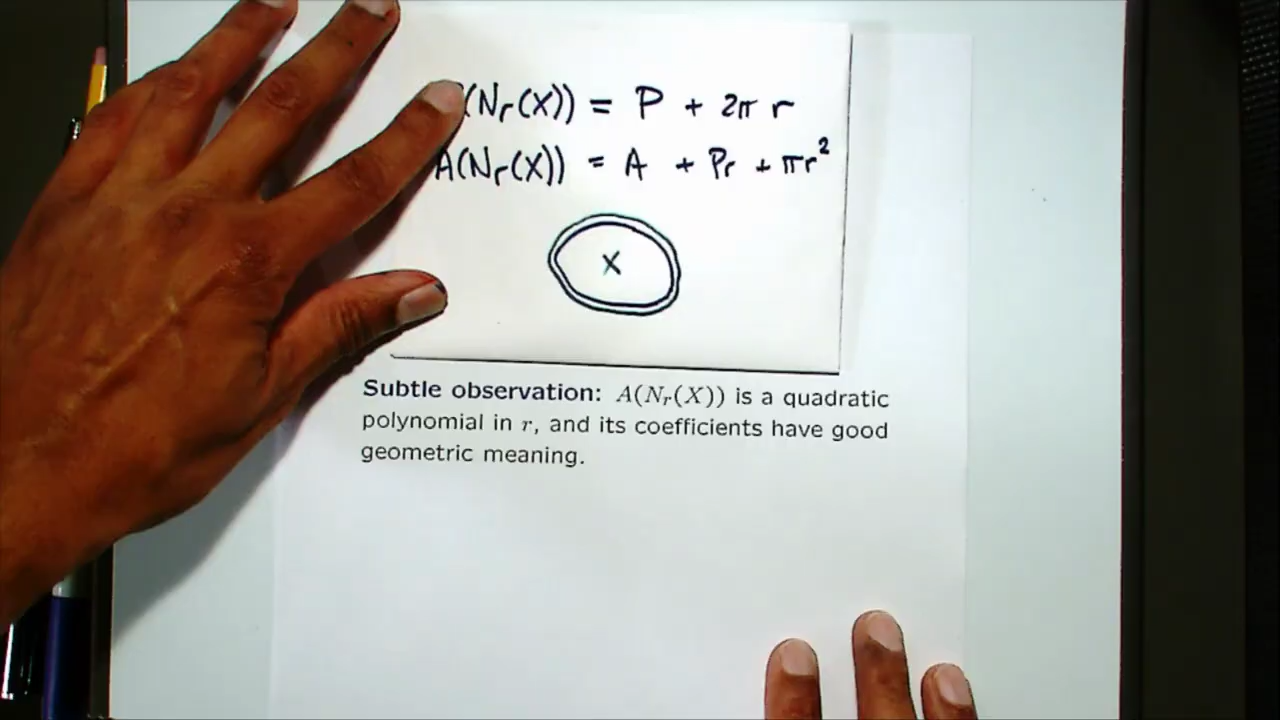 (Nr(X)) = P + 2π r
A(Nr(X)) = A + Pr + πr²
X
Subtle observation: A(Nr(X)) is a quadratic
polynomial in r, and its coefficients have good
geometric meaning.